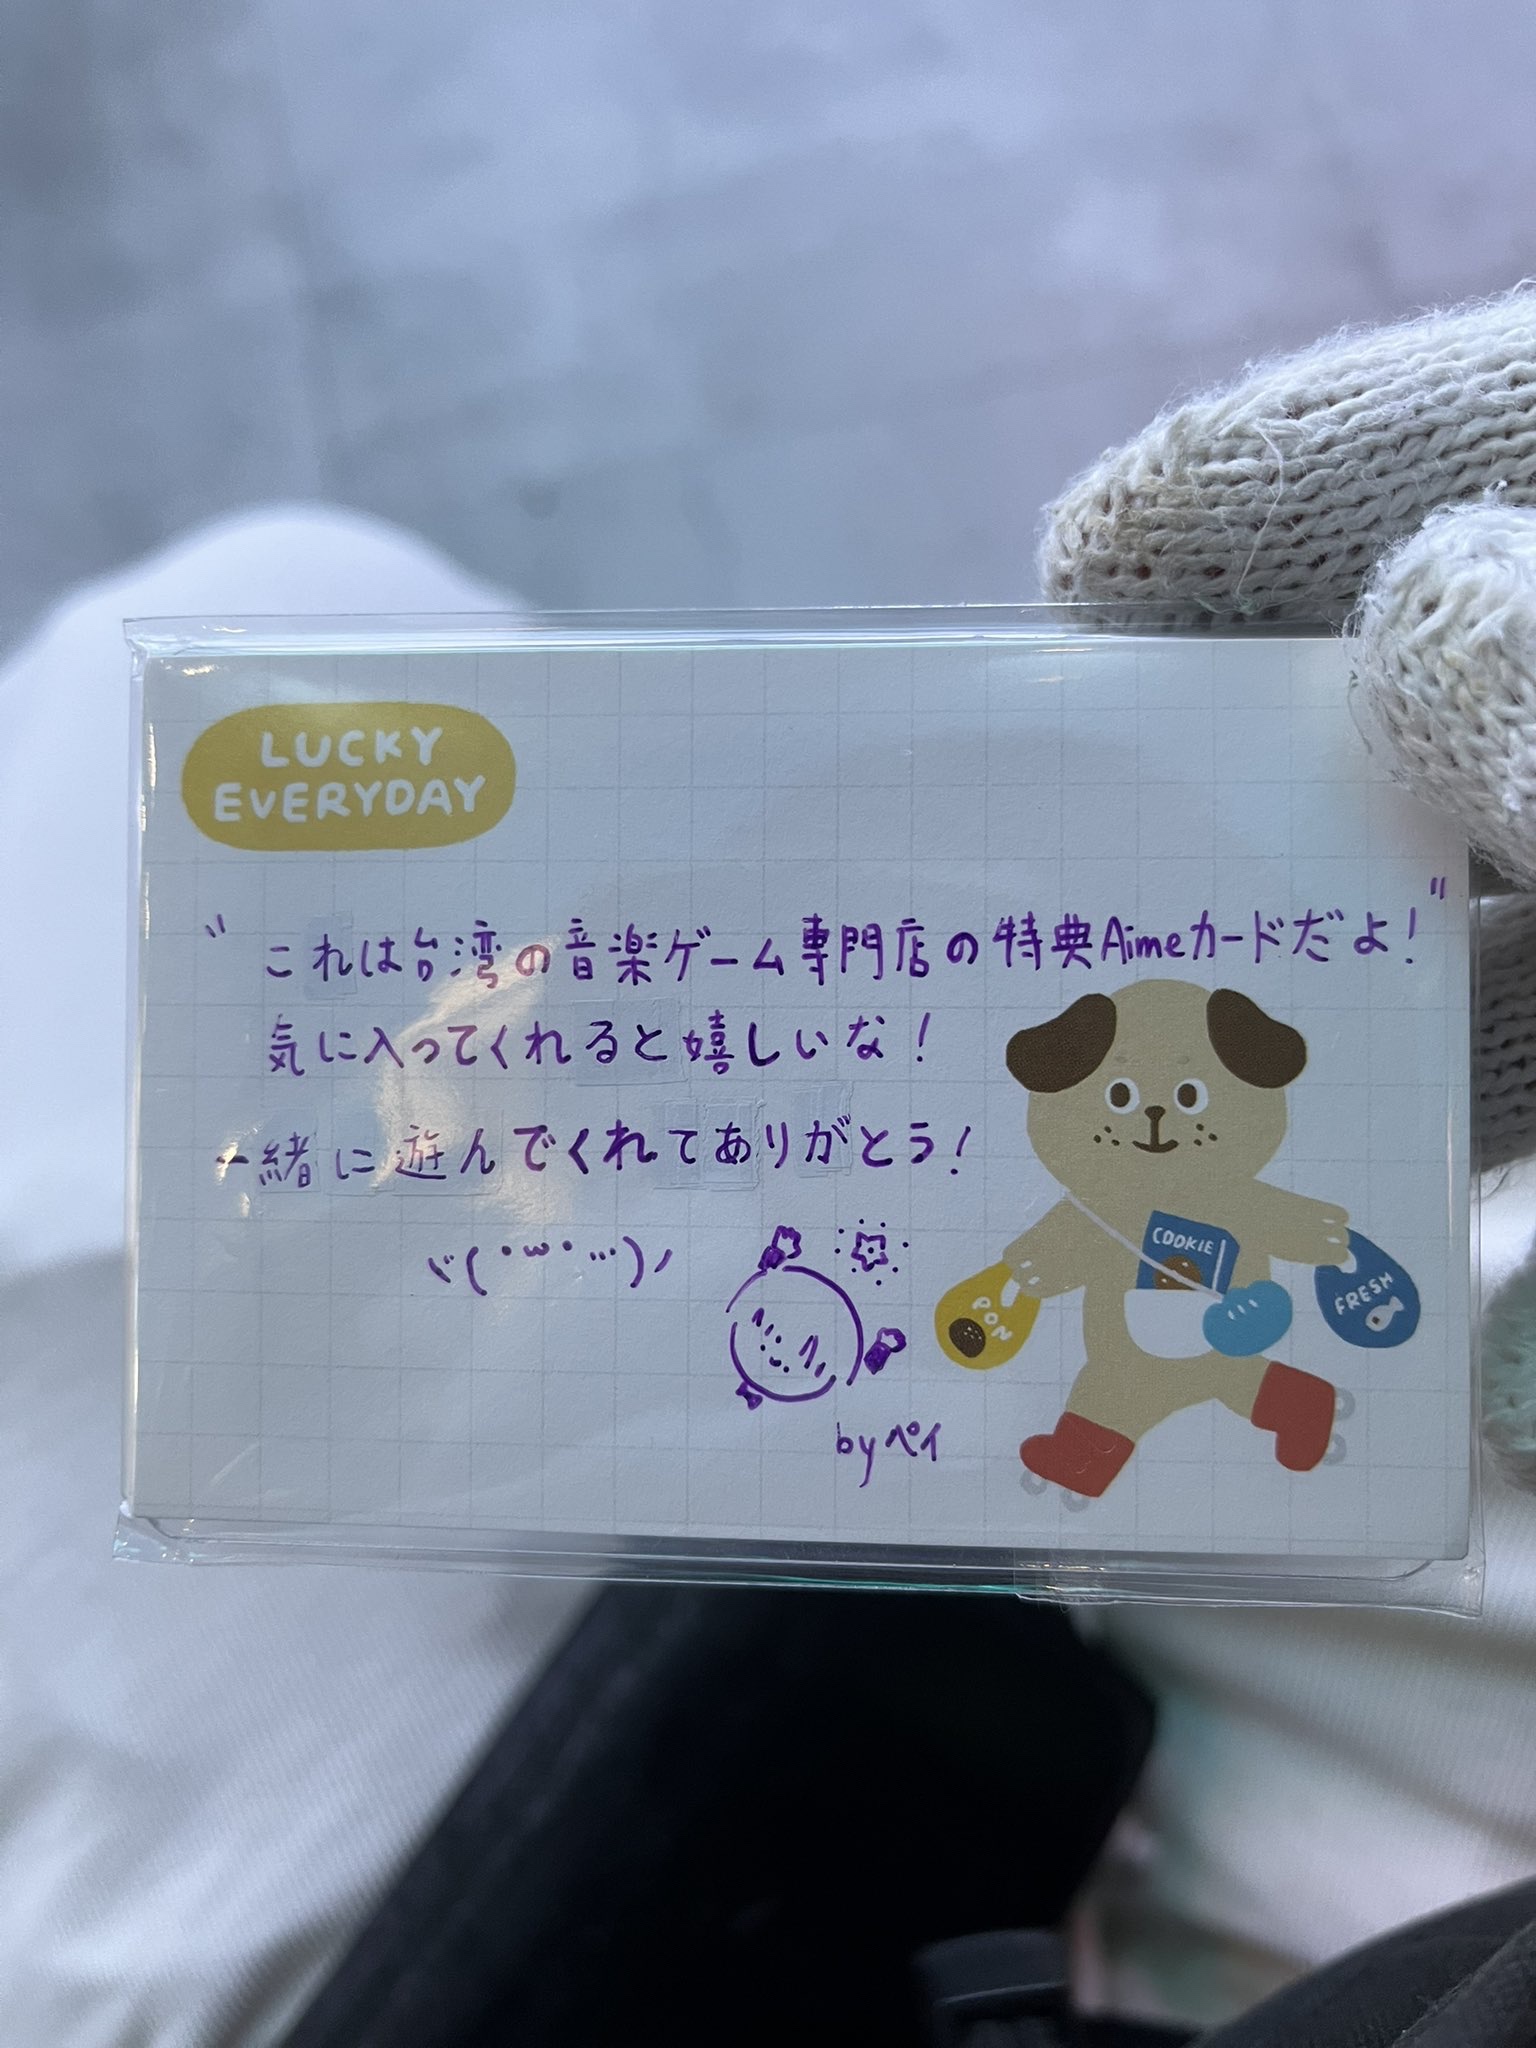 LUCKY
EVERYDAY
" これは台湾の音楽ゲーム専門店の特典Aimeカードだよ! "
気に入ってくれると嬉しいな!
一緒に遊んでくれてありがとう!
ヾ(・ω・…)ノ
COOKIE
PON
FRESH
by ペイ